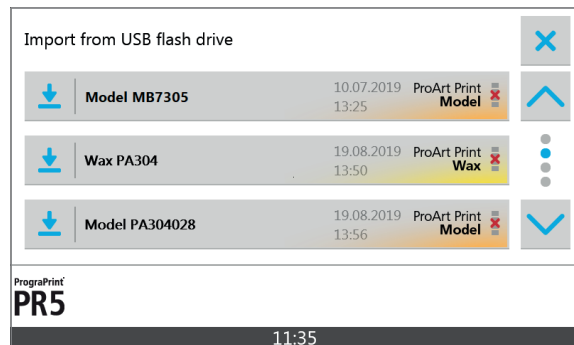 Import from USB flash drive
Model MB7305
10.07.2019
13:25
ProArt Print
Model
Wax PA304
19.08.2019
13:50
ProArt Print
Wax
Model PA304028
19.08.2019
13:56
ProArt Print
Model
PrograPrint
PR5
11:35